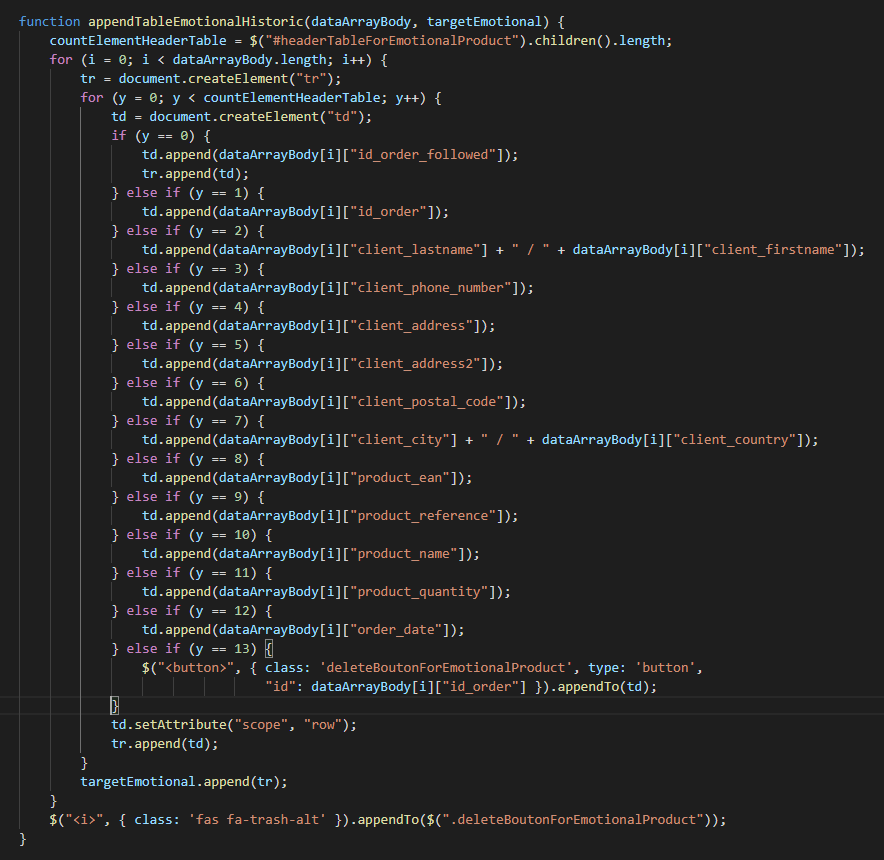 function appendTableEmotionalHistoric(dataArrayBody, targetEmotional) {
    countElementHeaderTable = $("#headerTableForEmotionalProduct").children().length;
    for (i = 0; i < dataArrayBody.length; i++) {
        tr = document.createElement("tr");
        for (y = 0; y < countElementHeaderTable; y++) {
            td = document.createElement("td");
            if (y == 0) {
                td.append(dataArrayBody[i]["id_order_followed"]);
                tr.append(td);
            } else if (y == 1) {
                td.append(dataArrayBody[i]["id_order"]);
            } else if (y == 2) {
                td.append(dataArrayBody[i]["client_lastname"] + " / " + dataArrayBody[i]["client_firstname"]);
            } else if (y == 3) {
                td.append(dataArrayBody[i]["client_phone_number"]);
            } else if (y == 4) {
                td.append(dataArrayBody[i]["client_address"]);
            } else if (y == 5) {
                td.append(dataArrayBody[i]["client_address2"]);
            } else if (y == 6) {
                td.append(dataArrayBody[i]["client_postal_code"]);
            } else if (y == 7) {
                td.append(dataArrayBody[i]["client_city"] + " / " + dataArrayBody[i]["client_country"]);
            } else if (y == 8) {
                td.append(dataArrayBody[i]["product_ean"]);
            } else if (y == 9) {
                td.append(dataArrayBody[i]["product_reference"]);
            } else if (y == 10) {
                td.append(dataArrayBody[i]["product_name"]);
            } else if (y == 11) {
                td.append(dataArrayBody[i]["product_quantity"]);
            } else if (y == 12) {
                td.append(dataArrayBody[i]["order_date"]);
            } else if (y == 13) {
                $("<button>", { class: 'deleteBoutonForEmotionalProduct', type: 'button',
                                "id": dataArrayBody[i]["id_order"] }).appendTo(td);
            }
            td.setAttribute("scope", "row");
            tr.append(td);
        }
        targetEmotional.append(tr);
    }
    $("<i>", { class: 'fas fa-trash-alt' }).appendTo($(".deleteBoutonForEmotionalProduct"));
}